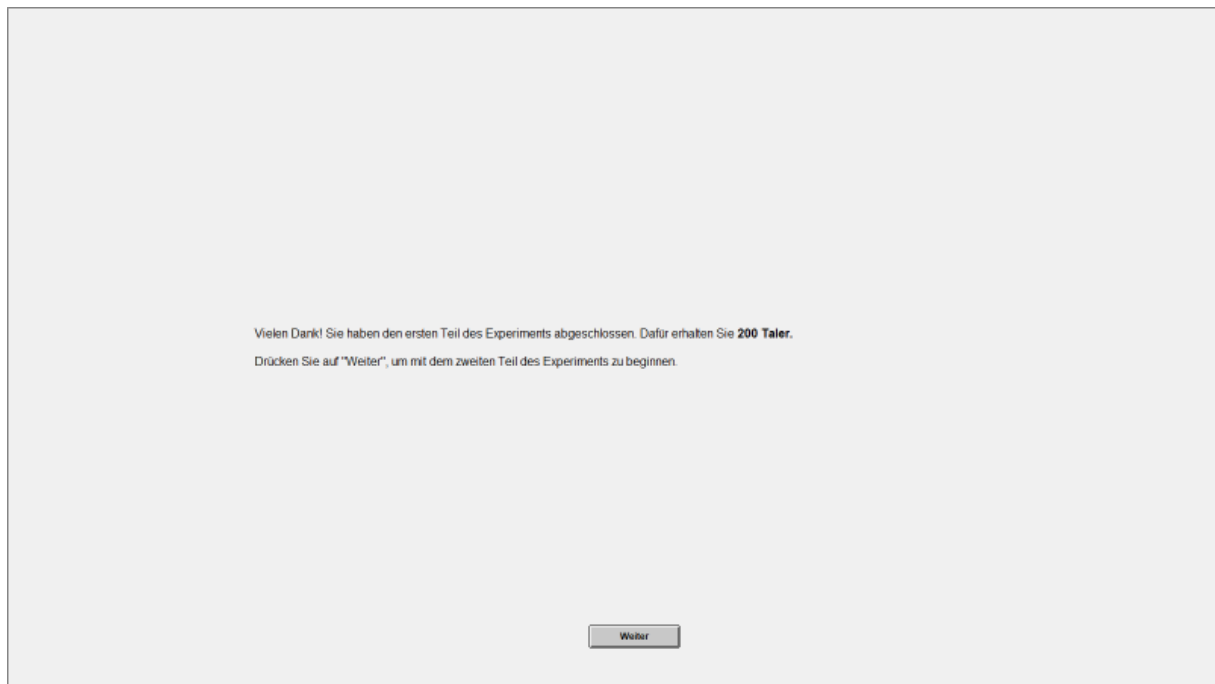 Vielen Dank! Sie haben den ersten Teil des Experiments abgeschlossen. Dafür erhalten Sie 200 Taler.
Drücken Sie auf "Weiter", um mit dem zweiten Teil des Experiments zu beginnen.
Weiter